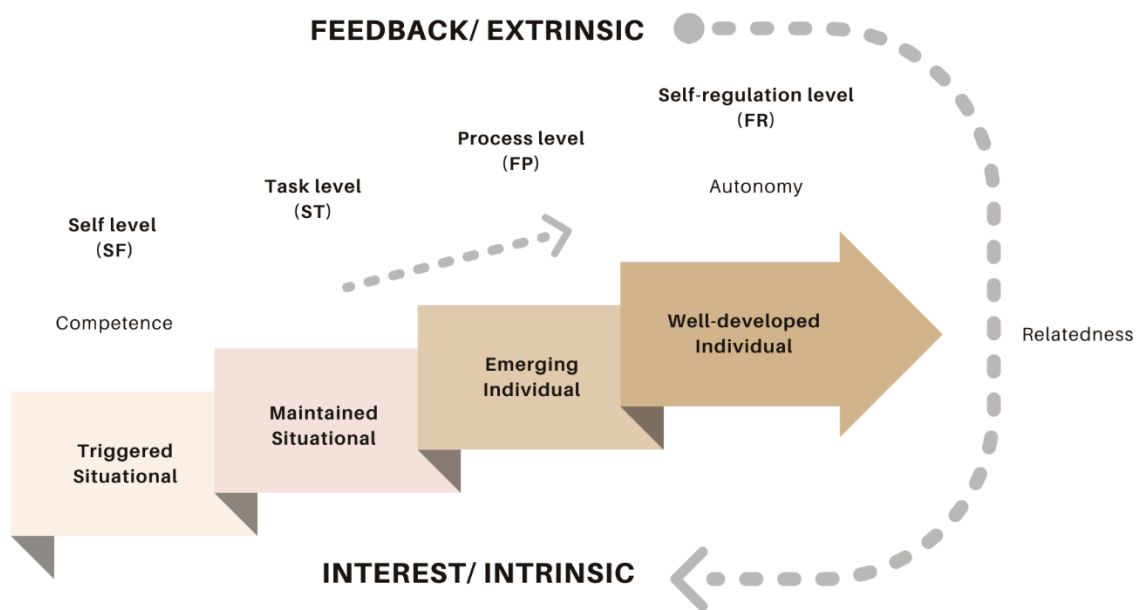 FEEDBACK/ EXTRINSIC
Self-regulation level
(FR)
Process level
(FP)
Task level
(ST)
Autonomy
Self level
(SF)
Competence
Well-developed
Individual
Relatedness
Emerging
Individual
Maintained
Situational
Triggered
Situational
INTEREST/ INTRINSIC